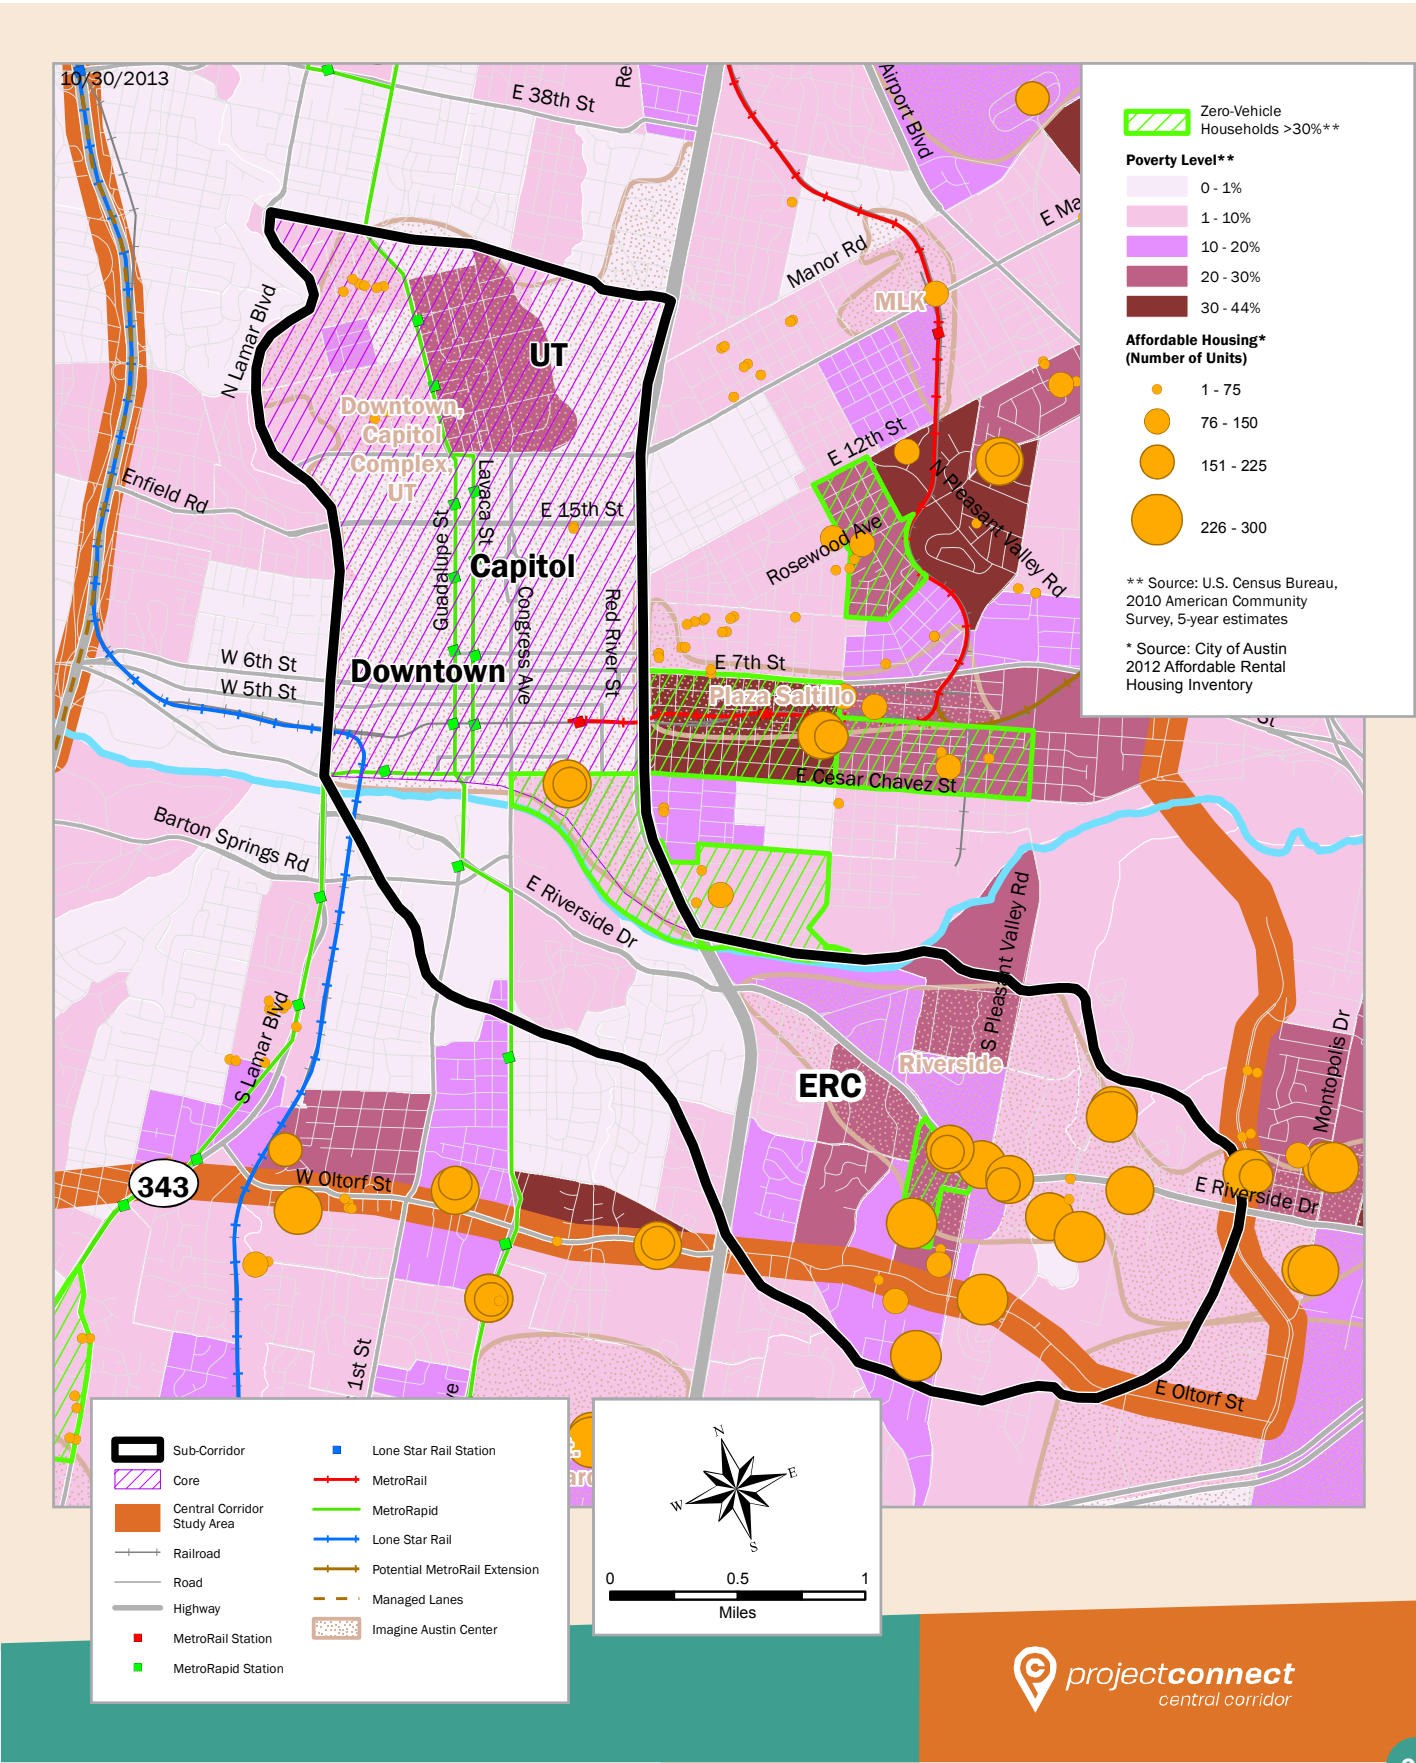 10/30/2013
E 38th St
Re
Airport Blvd
E Ma
Manor Rd
MLK
N Lamar Blvd
UT
Downtown,
Capitol
Complex,
UT
Enfield Rd
Lavaca St
Guadalupe St
E 15th St
Capitol
Congress Ave
Red River St
E 12th St
N Pleasant Valley Rd
Rosewood Ave
W 6th St
W 5th St
Downtown
E 7th St
Plaza Saltillo
E Cesar Chavez St
St
Barton Springs Rd
E Riverside Dr
S Pleasant Valley Rd
S Lamar Blvd
Riverside
ERC
Montopolis Dr
343
W Oltorf St
E Riverside Dr
1st St
ve
E Oltorf St
Zero-Vehicle
Households >30%**
Poverty Level**
0 - 1%
1 - 10%
10 - 20%
20 - 30%
30 - 44%
Affordable Housing*
(Number of Units)
1 - 75
76 - 150
151 - 225
226 - 300
** Source: U.S. Census Bureau,
2010 American Community
Survey, 5-year estimates
* Source: City of Austin
2012 Affordable Rental
Housing Inventory
Sub-Corridor
Core
Central Corridor
Study Area
Railroad
Road
Highway
MetroRail Station
MetroRapid Station
Lone Star Rail Station
MetroRail
MetroRapid
Lone Star Rail
Potential MetroRail Extension
Managed Lanes
Imagine Austin Center
N
E
W
S
0 0.5 1
Miles
projectconnect
central corridor